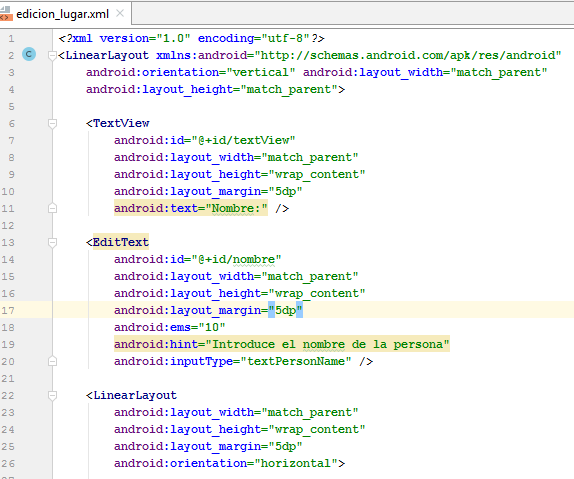 edicion_lugar.xml
1 <?xml version="1.0" encoding="utf-8"?>
2 <LinearLayout xmlns:android="http://schemas.android.com/apk/res/android"
3 android:orientation="vertical" android:layout_width="match_parent"
4 android:layout_height="match_parent">
5
6 <TextView
7 android:id="@+id/textView"
8 android:layout_width="match_parent"
9 android:layout_height="wrap_content"
10 android:layout_margin="5dp"
11 android:text="Nombre:" />
12
13 <EditText
14 android:id="@+id/nombre"
15 android:layout_width="match_parent"
16 android:layout_height="wrap_content"
17 android:layout_margin="5dp"
18 android:ems="10"
19 android:hint="Introduce el nombre de la persona"
20 android:inputType="textPersonName" />
21
22 <LinearLayout
23 android:layout_width="match_parent"
24 android:layout_height="wrap_content"
25 android:layout_margin="5dp"
26 android:orientation="horizontal">